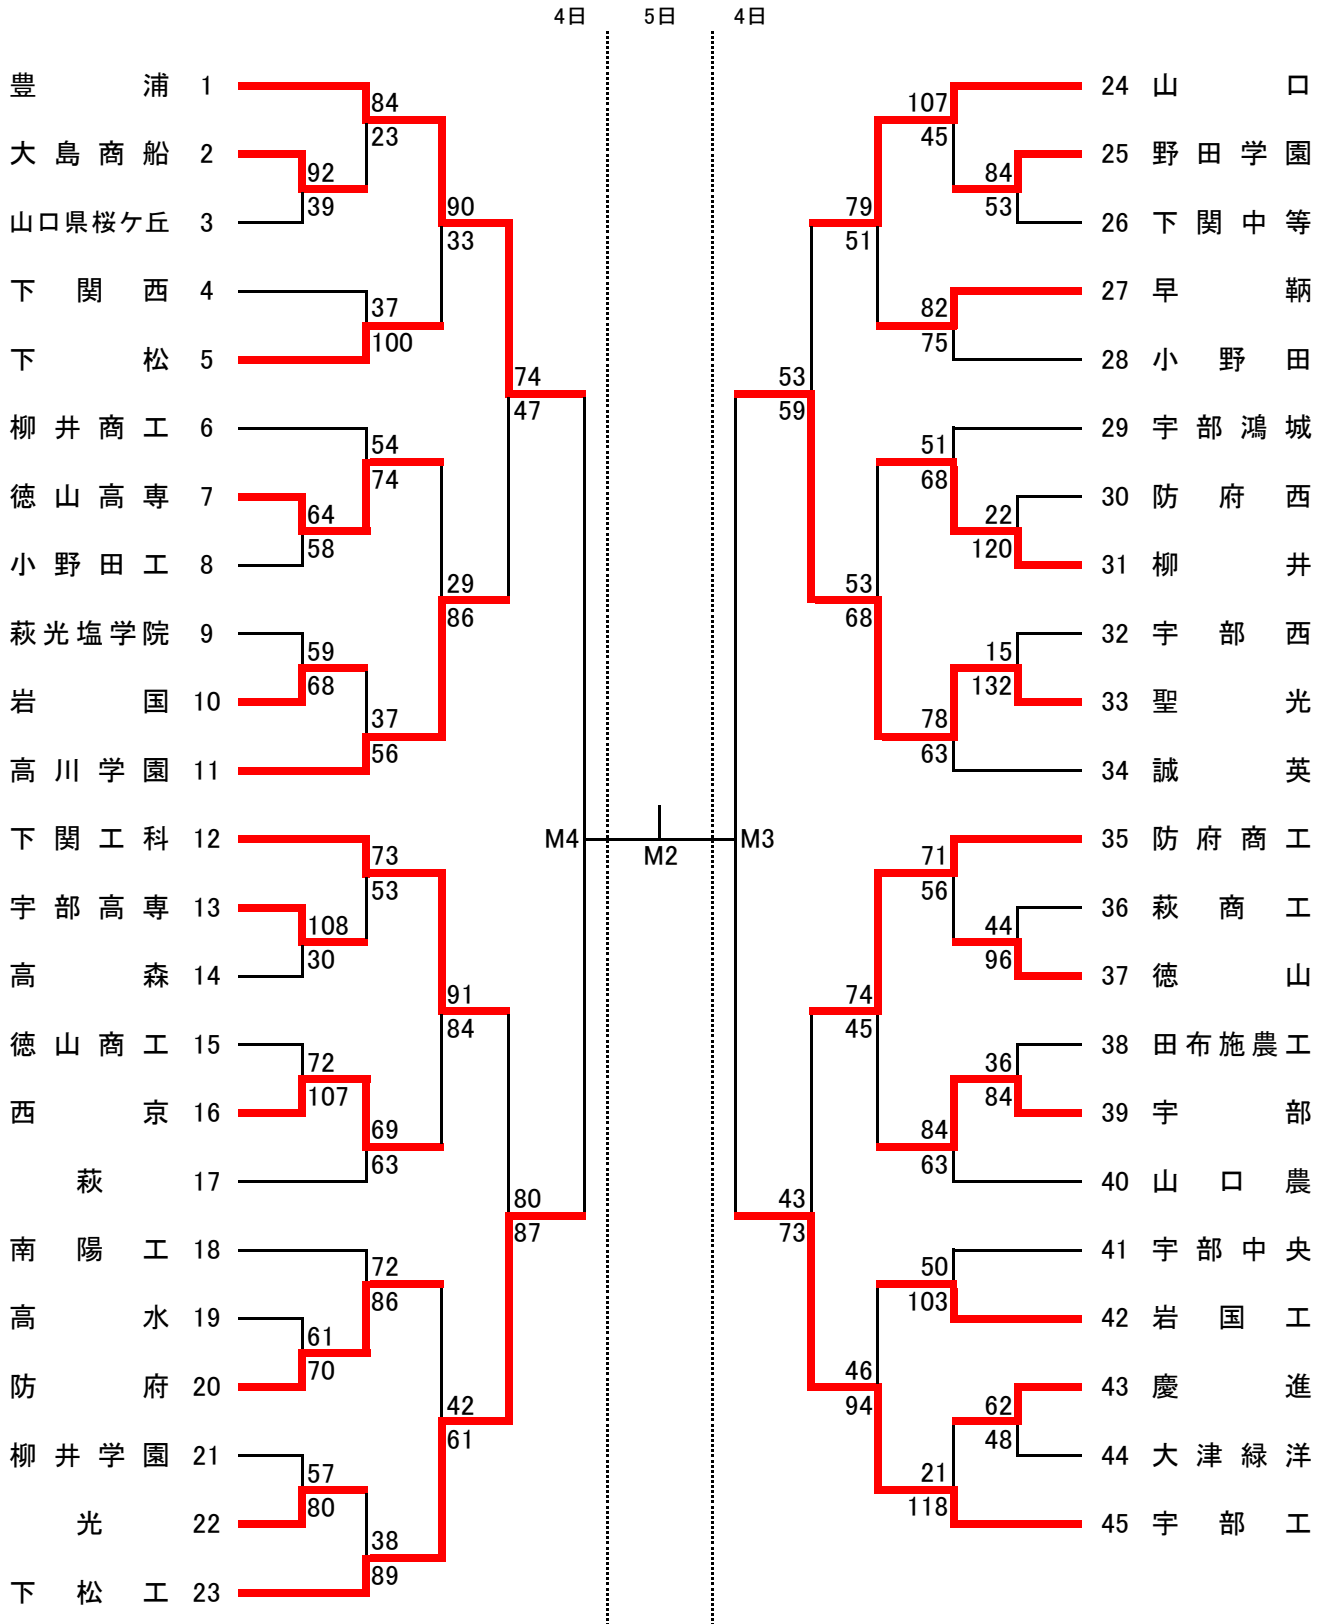 4日 5日 4日
豊浦 1
84
23
大島商船 2
92
39
山口県桜ケ丘 3
90
33
下関西 4
37
100
下松 5
74
47
柳井商工 6
54
74
徳山高専 7
64
58
小野田工 8
29
86
萩光塩学院 9
59
68
岩国 10
37
56
高川学園 11
下関工科 12
73
53
宇部高専 13
108
30
高森 14
91
84
徳山商工 15
72
107
西京 16
69
63
萩 17
80
87
南陽工 18
72
86
高水 19
61
70
防府 20
42
61
柳井学園 21
57
80
光 22
38
89
下松工 23
M4
M2
M3
24 山口
107
45
25 野田学園
84
53
26 下関中等
79
51
27 早鞆
82
75
28 小野田
53
59
29 宇部鴻城
51
68
30 防府西
22
120
31 柳井
53
68
32 宇部西
15
132
33 聖光
78
63
34 誠英
35 防府商工
71
56
36 萩商工
44
96
37 徳山
74
45
38 田布施農工
36
84
39 宇部
84
63
40 山口農
43
73
41 宇部中央
50
103
42 岩国工
46
94
43 慶進
62
48
44 大津緑洋
21
118
45 宇部工